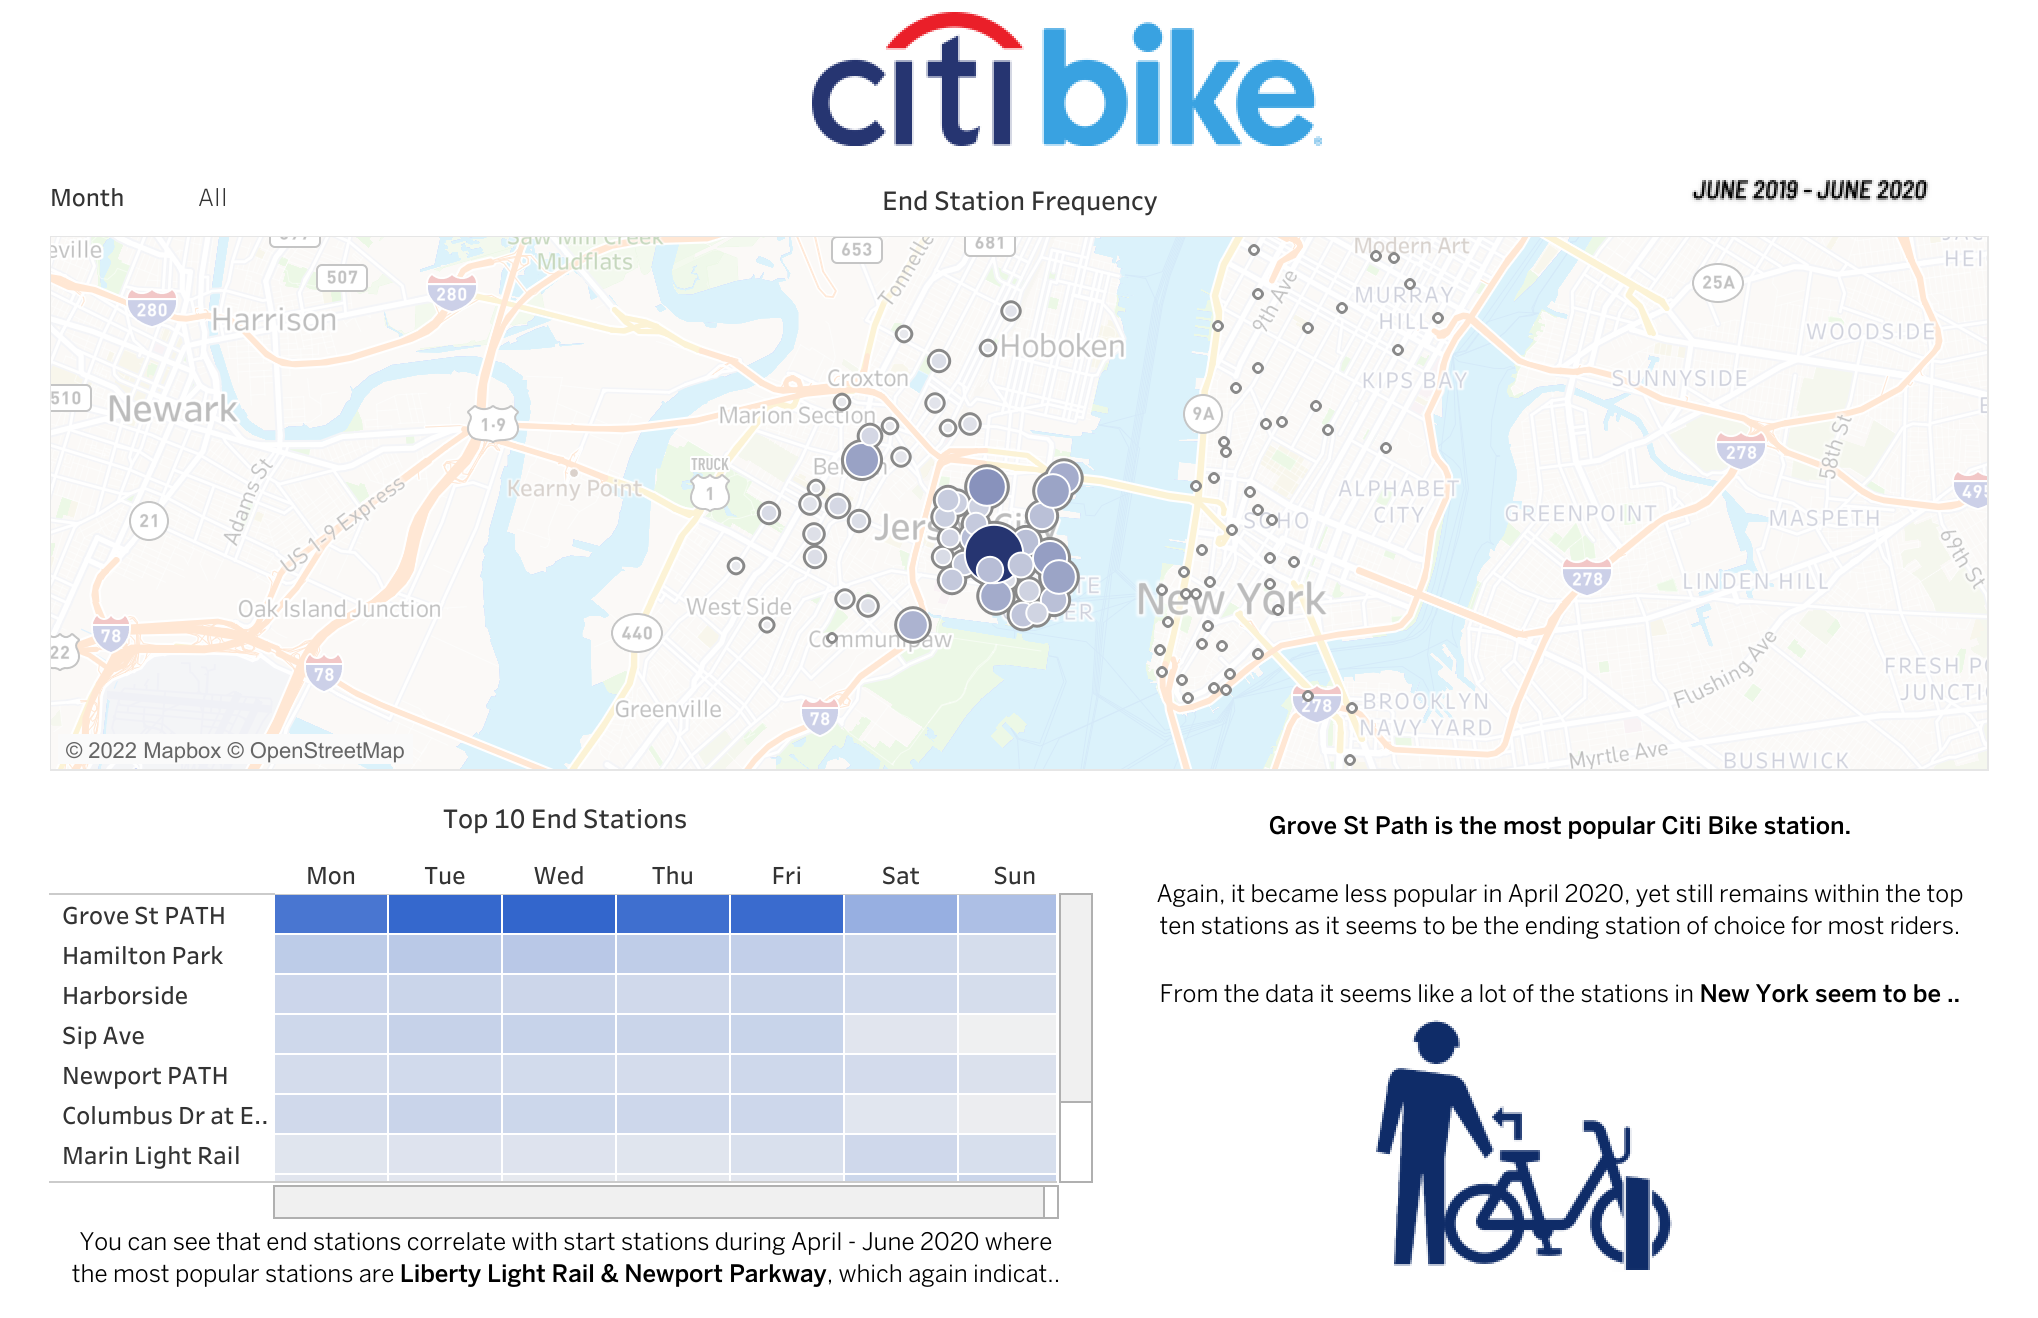 citi bike
Month All
End Station Frequency
JUNE 2019 - JUNE 2020
eville
507
280
280
Harrison
510
Newark
1-9
Adams St
US 1-9 Express
21
Kearny Point
Oak Island Junction
78
22
78
Saw Mill Creek
Mudflats
653
681
Tonnelle
Hoboken
Croxton
Marion Section
TRUCK
1
West Side
440
Communipaw
Greenville
78
New York
9A
9th Ave
Modern Art
MURRAY
HILL
KIPS BAY
ALPHABET
CITY
SOHO
25A
HEI
WOODSIDE
SUNNYSIDE
278
58th St
495
GREENPOINT
MASPETH
69th St
278
LINDEN HILL
Flushing Ave
278
BROOKLYN
NAVY YARD
Myrtle Ave
BUSHWICK
© 2022 Mapbox © OpenStreetMap
Top 10 End Stations
Mon Tue Wed Thu Fri Sat Sun
Grove St PATH
Hamilton Park
Harborside
Sip Ave
Newport PATH
Columbus Dr at E..
Marin Light Rail
You can see that end stations correlate with start stations during April - June 2020 where
the most popular stations are Liberty Light Rail & Newport Parkway, which again indicat..
Grove St Path is the most popular Citi Bike station.
Again, it became less popular in April 2020, yet still remains within the top
ten stations as it seems to be the ending station of choice for most riders.
From the data it seems like a lot of the stations in New York seem to be ..